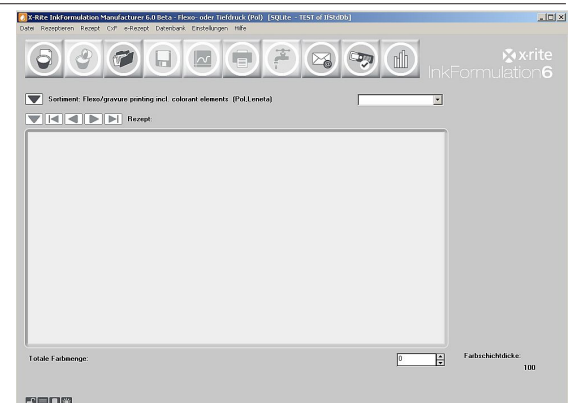 X-Rite InkFormulation Manufacturer 6.0 Beta - Flexo- oder Tiefdruck (Pol) [SQLite - TEST of IfStdDb]
Datei Rezeptieren Rezept CxF e-Rezept Datenbank Einstellungen Hilfe
x·rite
InkFormulation6
Sortiment: Flexo/gravure printing incl. colorant elements (Pol,Leneta)
Rezept:
Totale Farbmenge:
0
Farbschichtdicke:
100